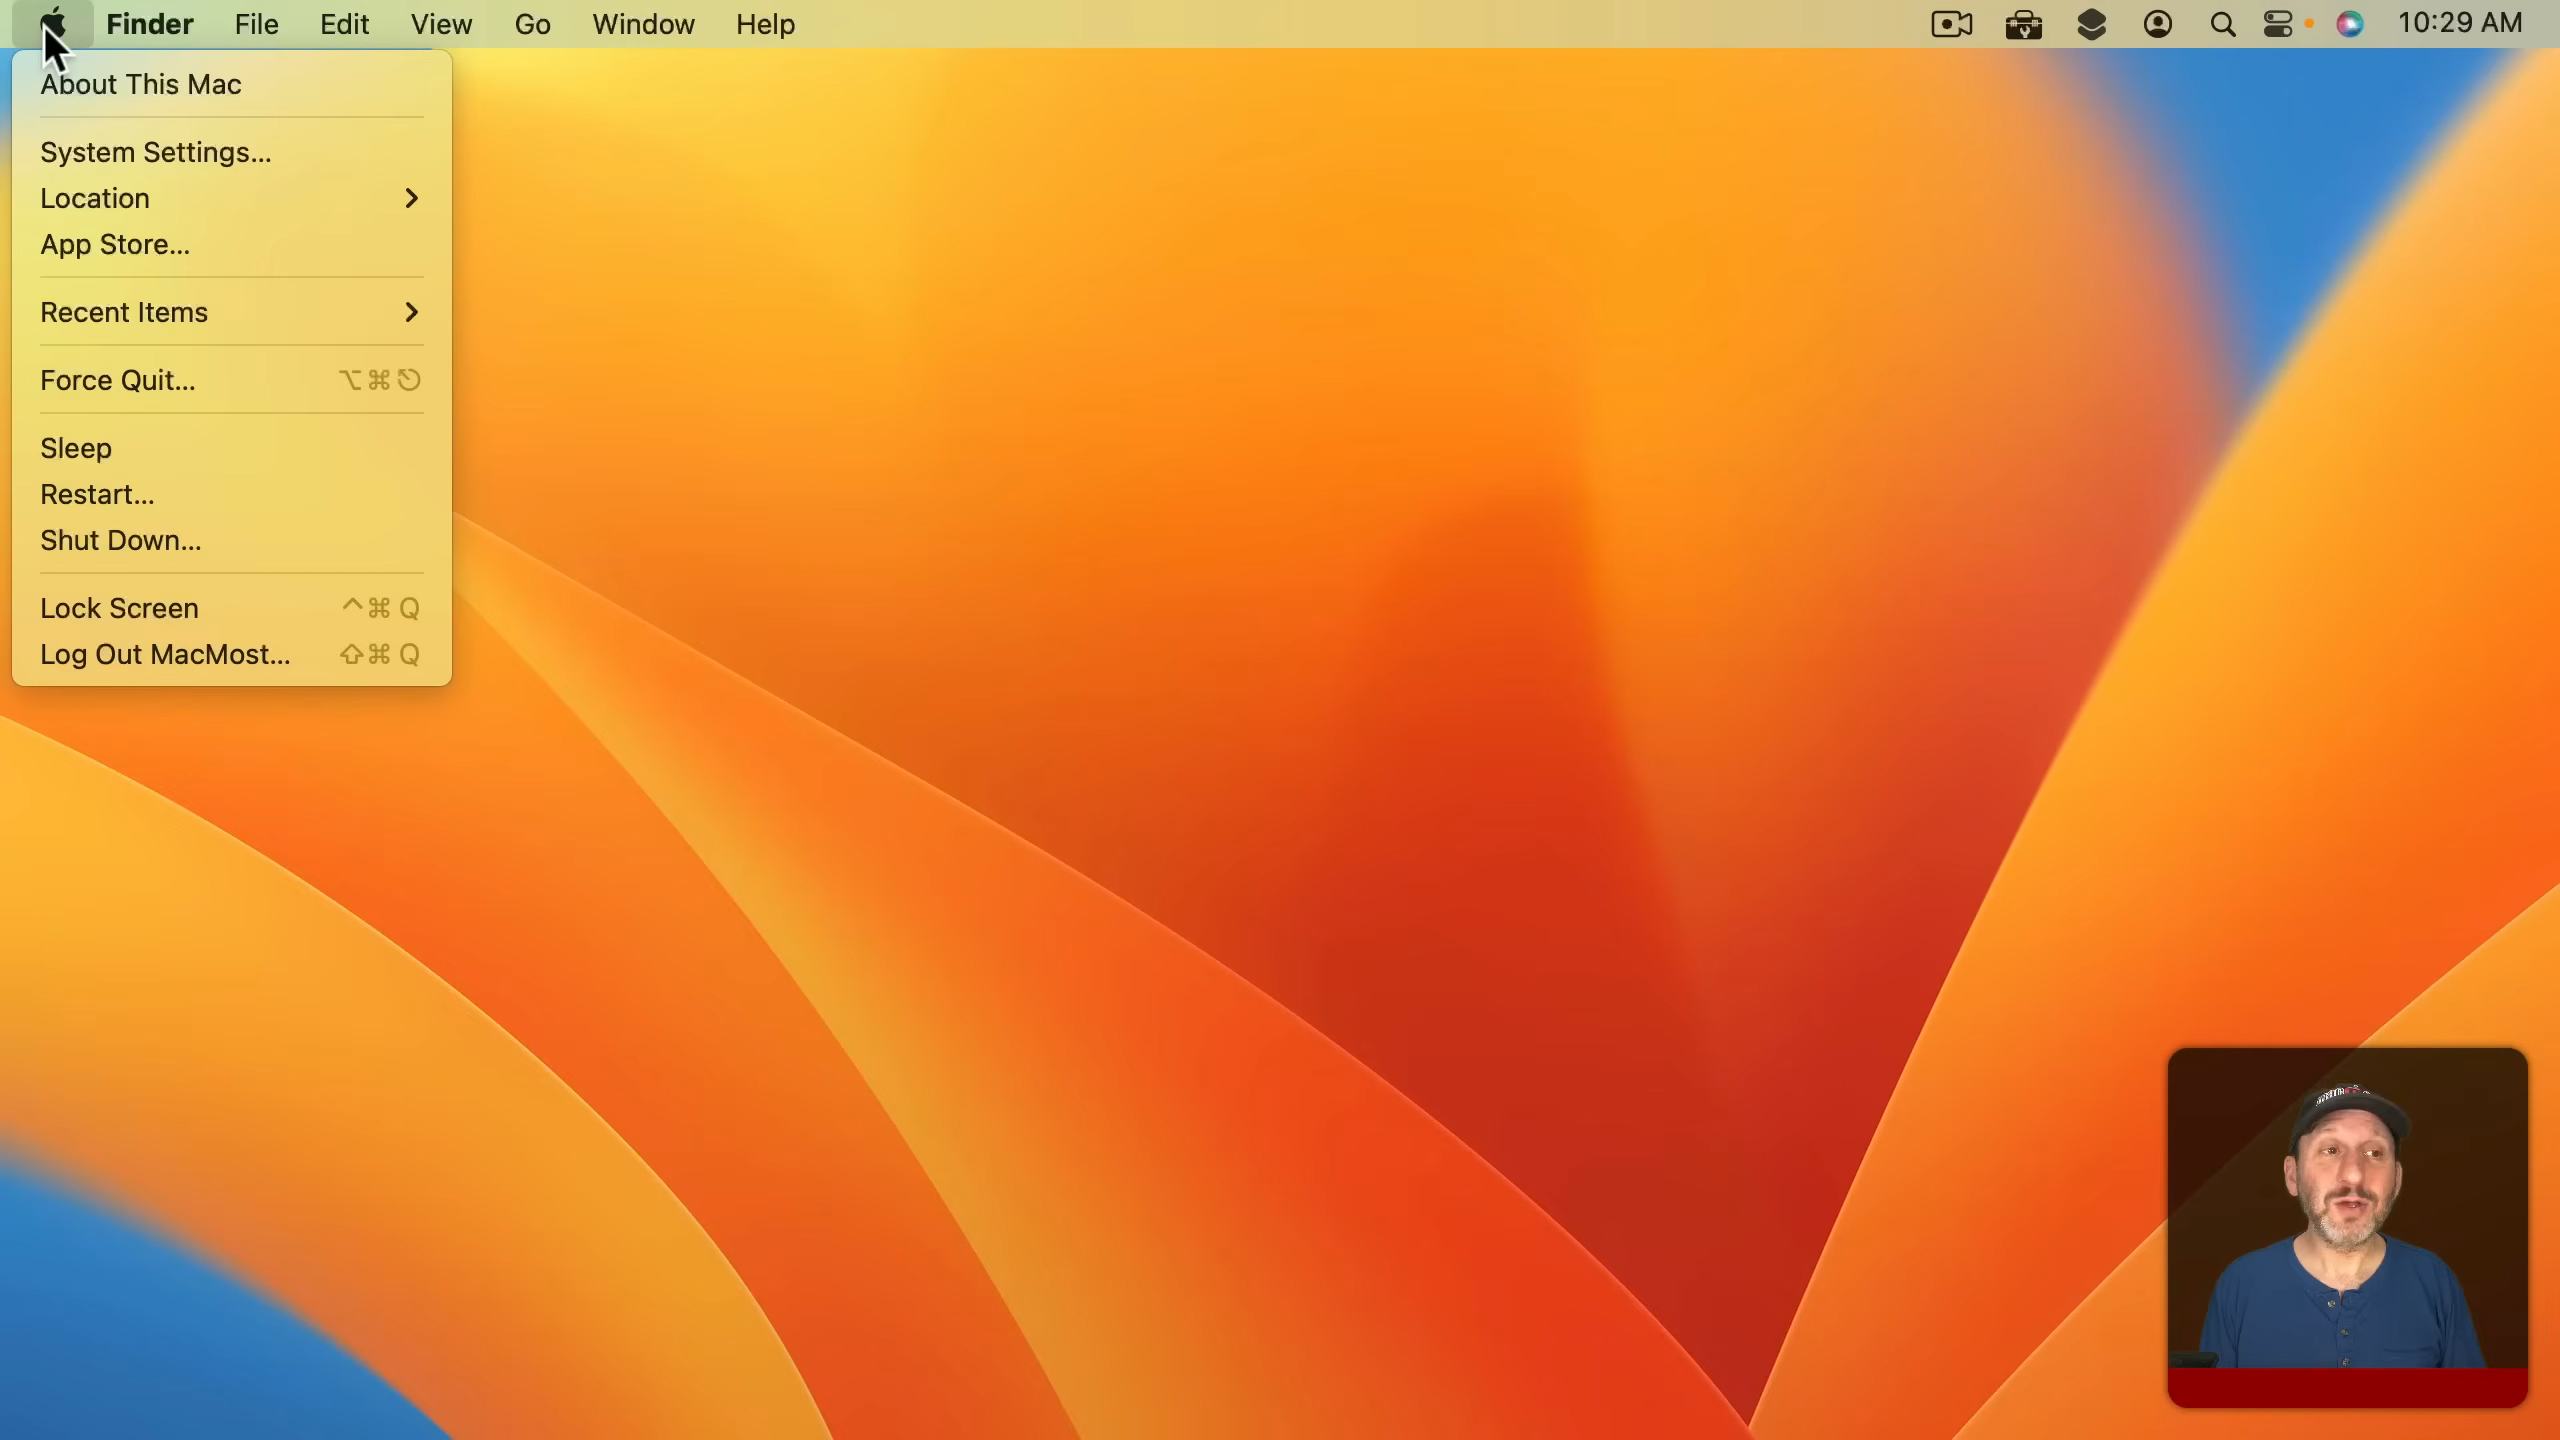 Finder File Edit View Go Window Help 10:29 AM
About This Mac
System Settings...
Location
App Store...
Recent Items
Force Quit... ⌥⌘⎋
Sleep
Restart...
Shut Down...
Lock Screen ^⌘Q
Log Out MacMost... ⇧⌘Q